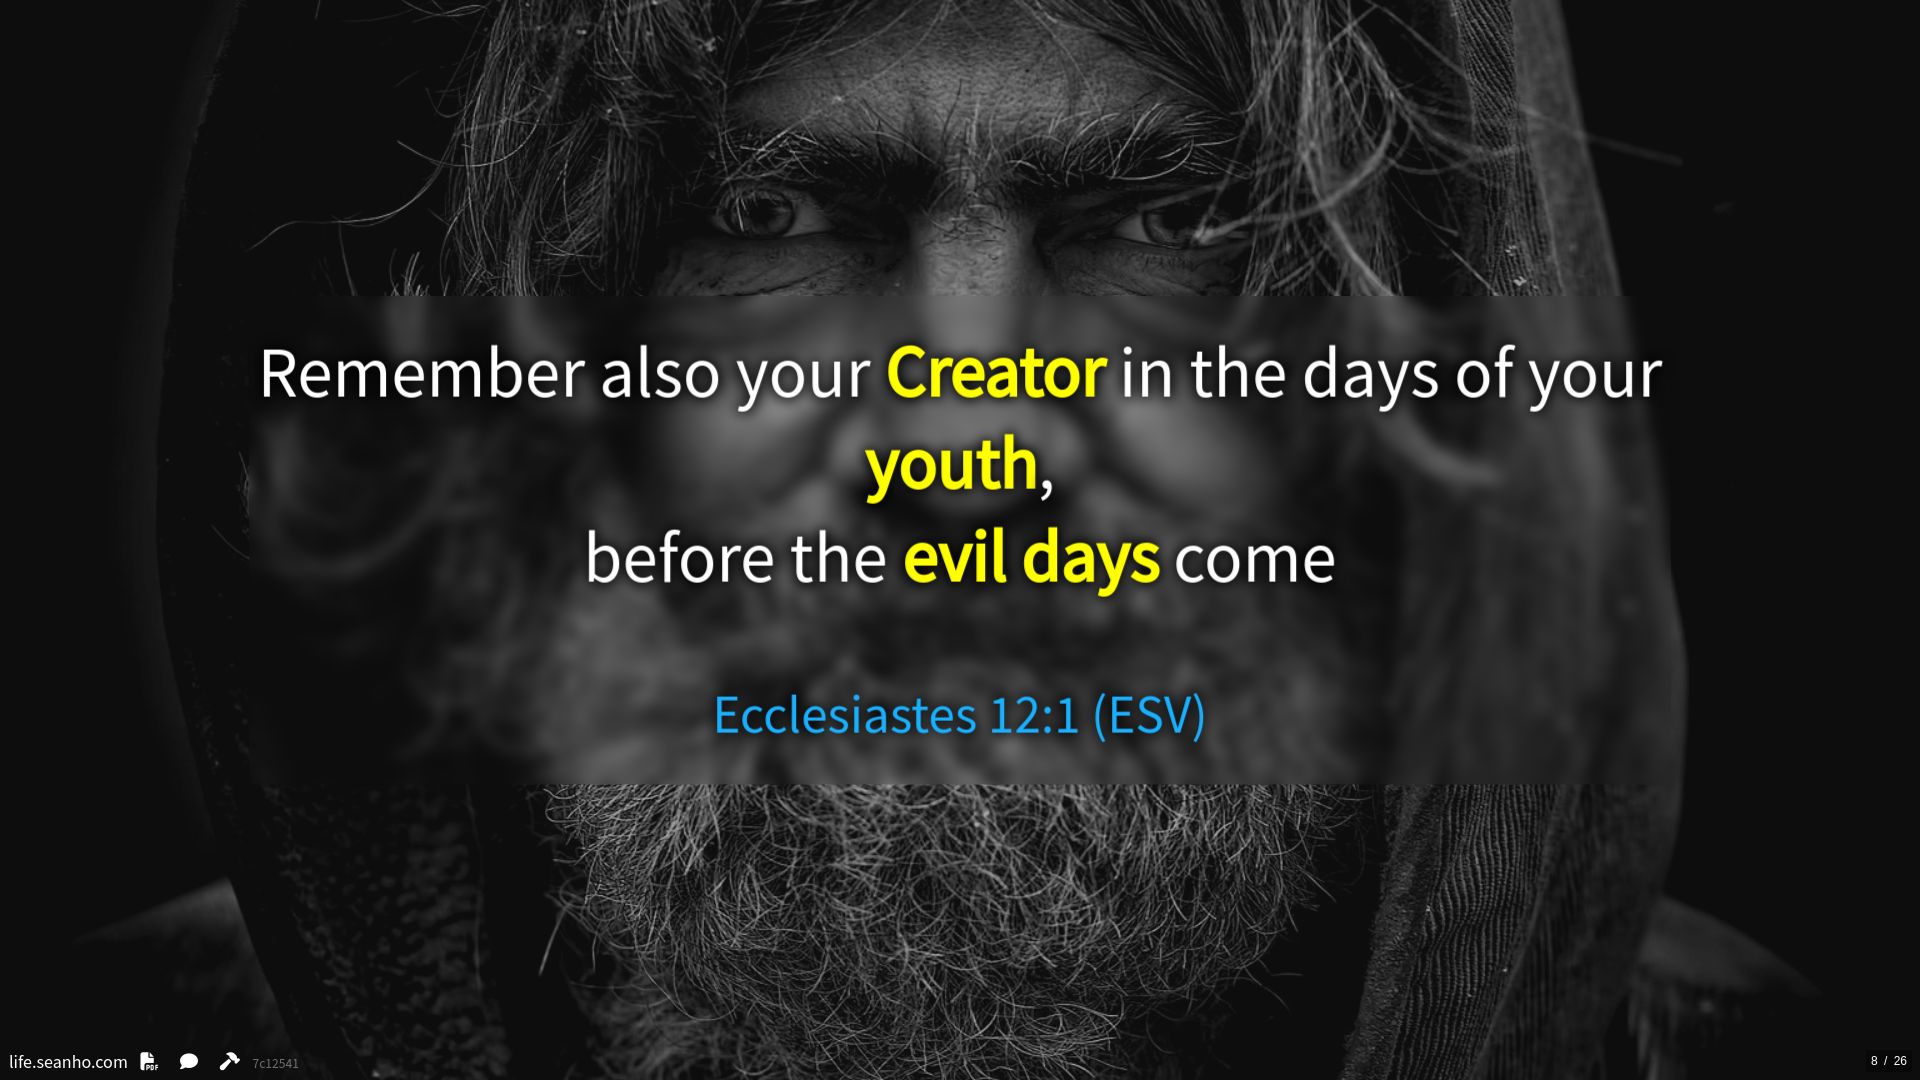 Remember also your Creator in the days of your
youth,
before the evil days come
Ecclesiastes 12:1 (ESV)
life.seanho.com PDF 7c12541
8 / 26